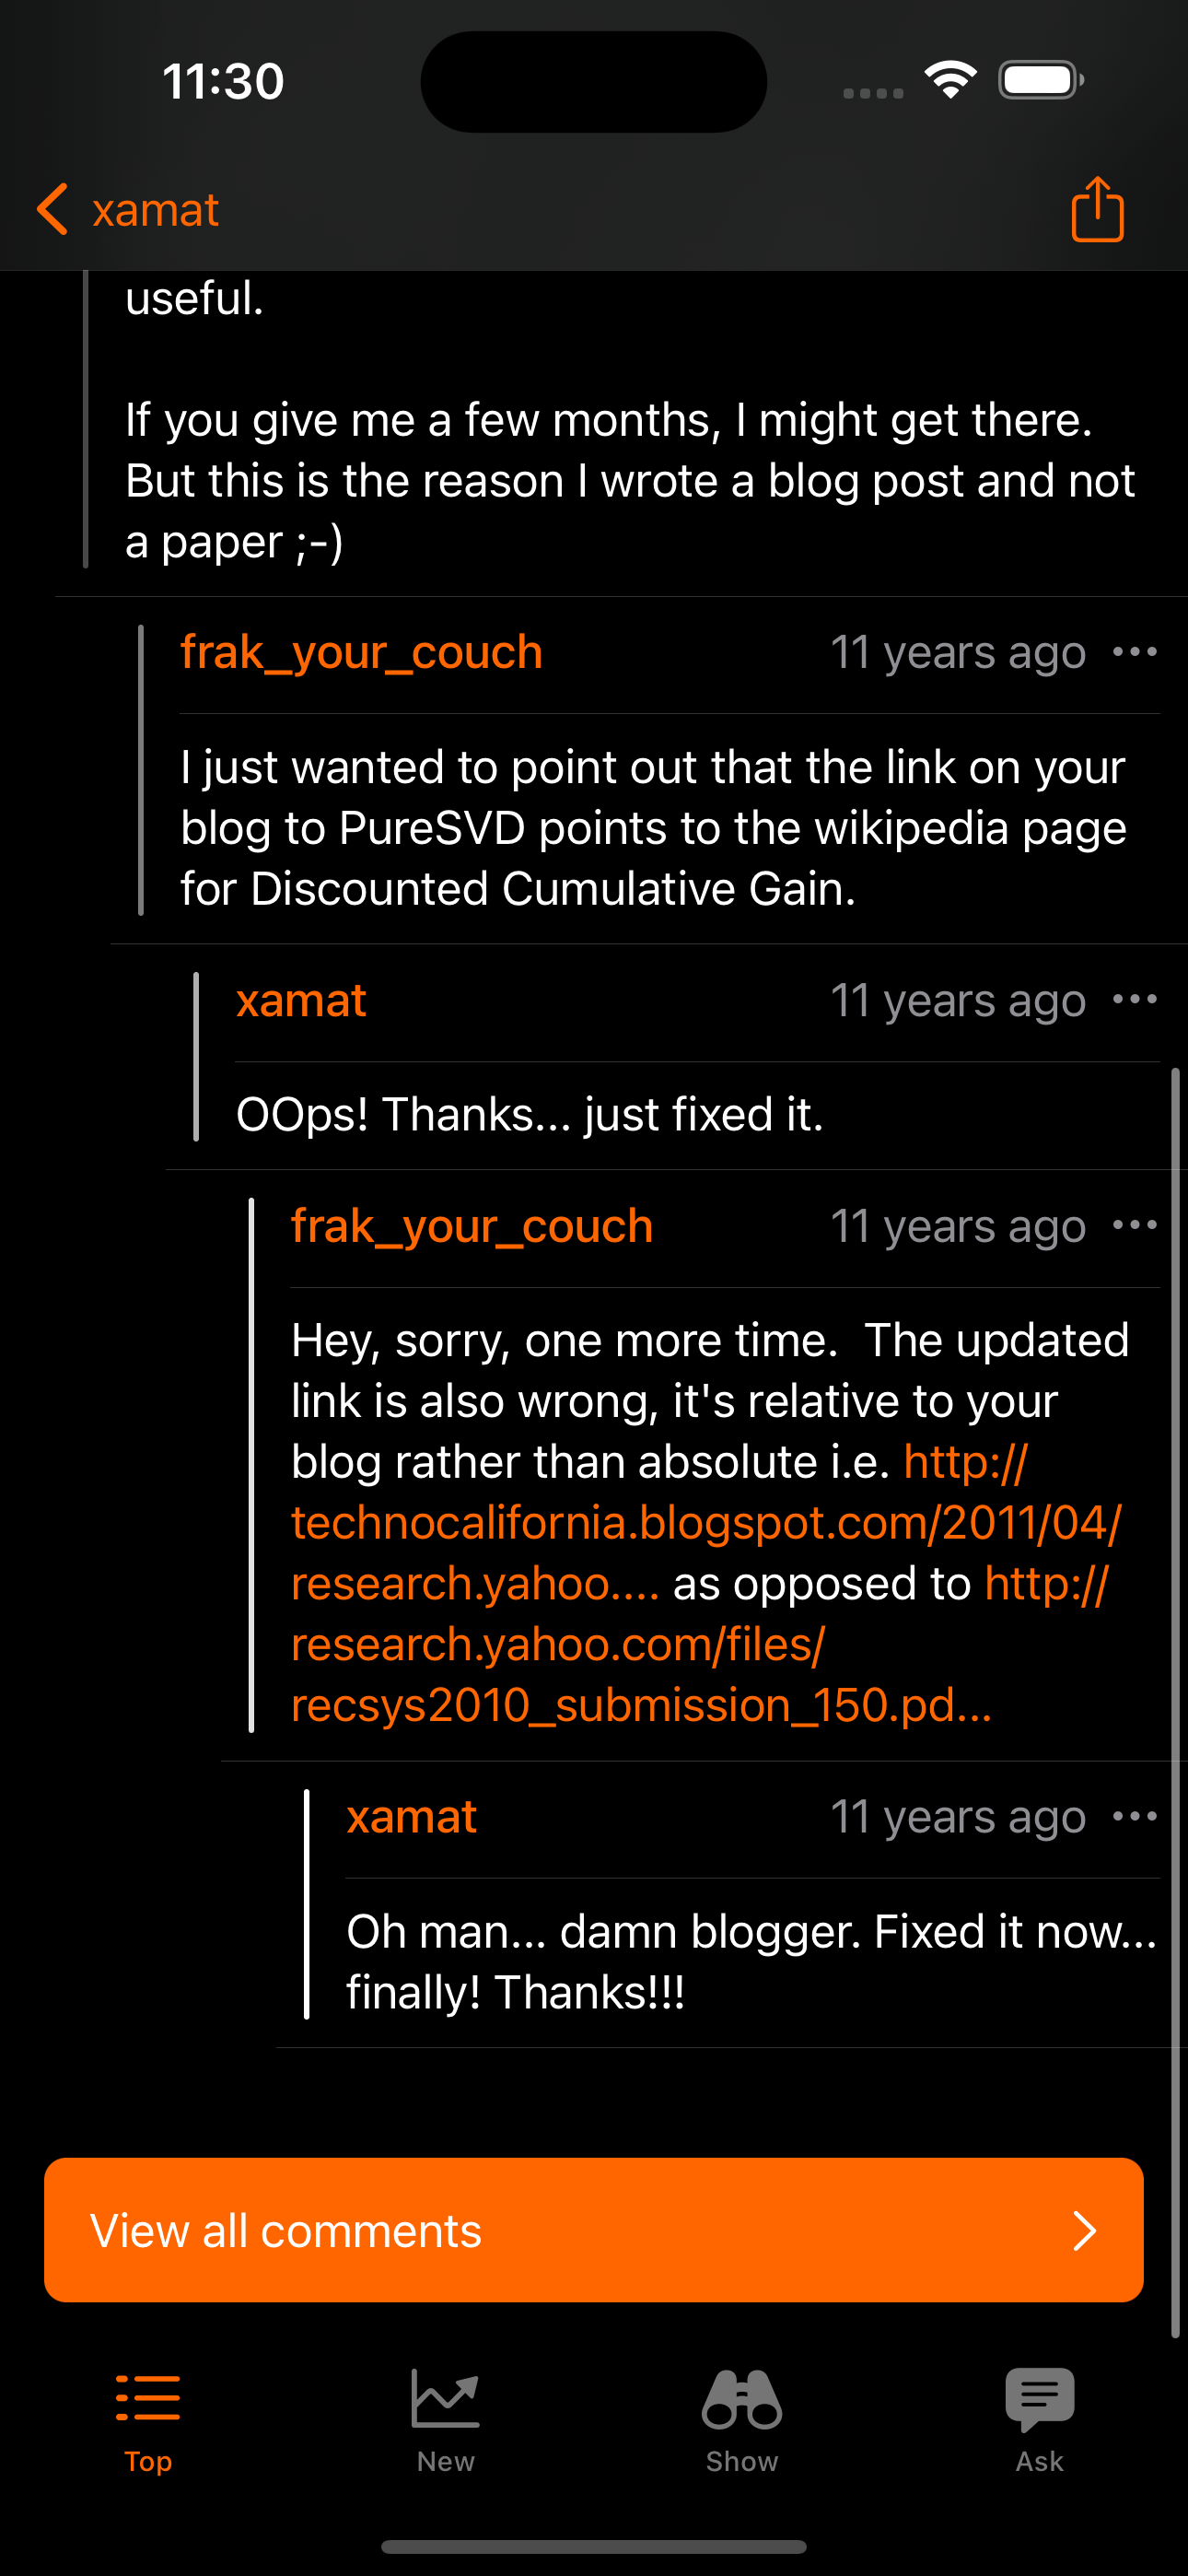 11:30
xamat
useful.
If you give me a few months, I might get there.
But this is the reason I wrote a blog post and not
a paper ;-)
frak_your_couch 11 years ago
I just wanted to point out that the link on your
blog to PureSVD points to the wikipedia page
for Discounted Cumulative Gain.
xamat 11 years ago
OOps! Thanks... just fixed it.
frak_your_couch 11 years ago
Hey, sorry, one more time.  The updated
link is also wrong, it's relative to your
blog rather than absolute i.e. http://
technocalifornia.blogspot.com/2011/04/
research.yahoo.... as opposed to http://
research.yahoo.com/files/
recsys2010_submission_150.pd...
xamat 11 years ago
Oh man... damn blogger. Fixed it now...
finally! Thanks!!!
View all comments
Top New Show Ask